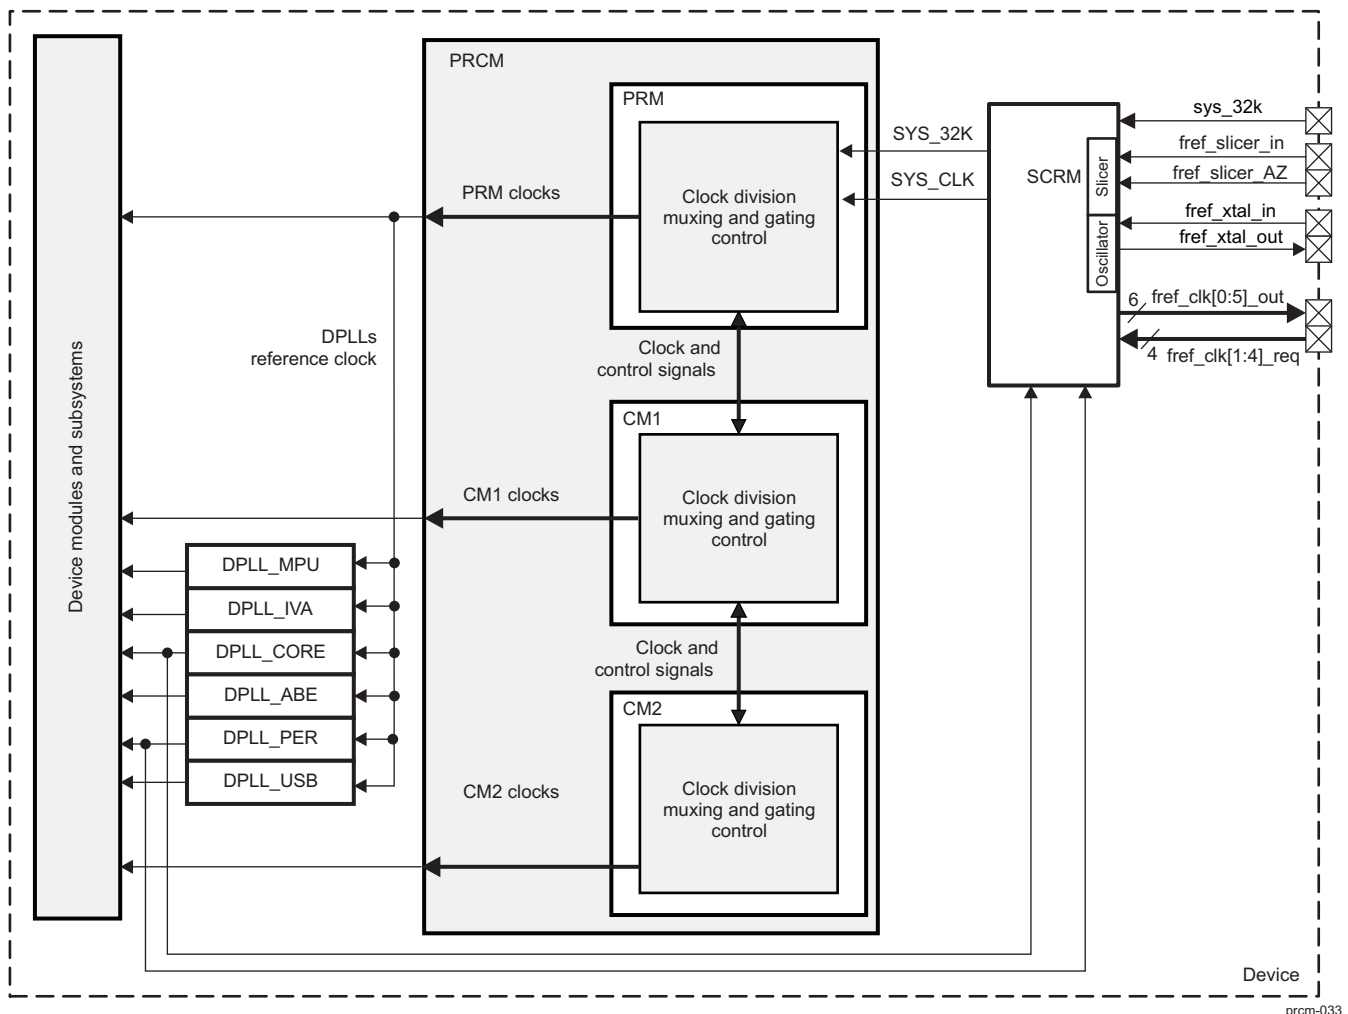 PRCM
PRM
Clock division
muxing and gating
control
SYS_32K
SYS_CLK
SCRM
Slicer
Oscillator
sys_32k
fref_slicer_in
fref_slicer_AZ
fref_xtal_in
fref_xtal_out
6
fref_clk[0:5]_out
4
fref_clk[1:4]_req
PRM clocks
DPLLs
reference clock
Clock and
control signals
CM1
Clock division
muxing and gating
control
CM1 clocks
Device modules and subsystems
DPLL_MPU
DPLL_IVA
DPLL_CORE
DPLL_ABE
DPLL_PER
DPLL_USB
Clock and
control signals
CM2
Clock division
muxing and gating
control
CM2 clocks
Device
prcm-033